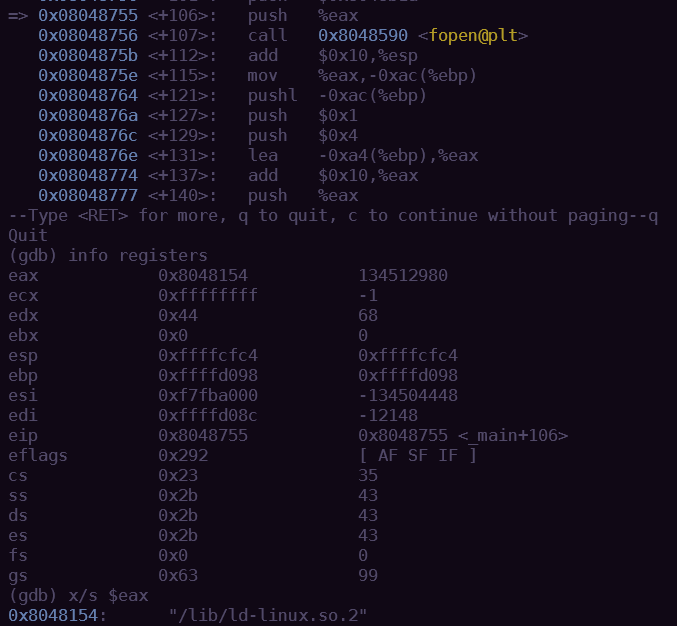 => 0x08048755 <+106>: push %eax
0x08048756 <+107>: call 0x8048590 <fopen@plt>
0x0804875b <+112>: add $0x10,%esp
0x0804875e <+115>: mov %eax,-0xac(%ebp)
0x08048764 <+121>: pushl -0xac(%ebp)
0x0804876a <+127>: push $0x1
0x0804876c <+129>: push $0x4
0x0804876e <+131>: lea -0xa4(%ebp),%eax
0x08048774 <+137>: add $0x10,%eax
0x08048777 <+140>: push %eax
--Type <RET> for more, q to quit, c to continue without paging--q
Quit
(gdb) info registers
eax 0x8048154 134512980
ecx 0xffffffff -1
edx 0x44 68
ebx 0x0 0
esp 0xffffcfc4 0xffffcfc4
ebp 0xffffd098 0xffffd098
esi 0xf7fba000 -134504448
edi 0xffffd08c -12148
eip 0x8048755 0x8048755 <_main+106>
eflags 0x292 [ AF SF IF ]
cs 0x23 35
ss 0x2b 43
ds 0x2b 43
es 0x2b 43
fs 0x0 0
gs 0x63 99
(gdb) x/s $eax
0x8048154: "/lib/ld-linux.so.2"